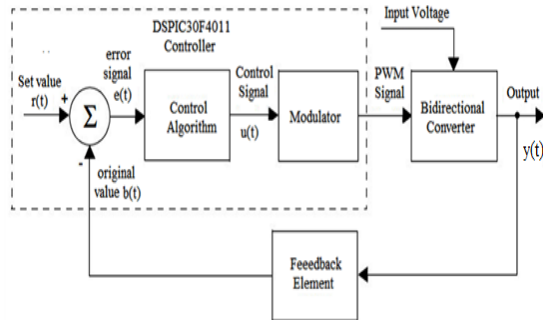 DSPIC30F4011
Controller
Input Voltage
Set value
r(t)
+
Σ
-
error
signal
e(t)
Control
Algorithm
Control
Signal
u(t)
Modulator
PWM
Signal
Bidirectional
Converter
Output
y(t)
original
value b(t)
Feeedback
Element